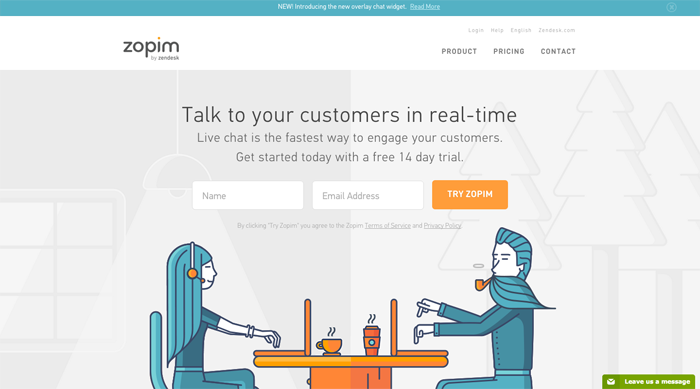 NEW! Introducing the new overlay chat widget. Read More
Login Help English Zendesk.com
zopim
by zendesk
PRODUCT PRICING CONTACT
Talk to your customers in real-time
Live chat is the fastest way to engage your customers.
Get started today with a free 14 day trial.
Name Email Address TRY ZOPIM
By clicking "Try Zopim" you agree to the Zopim Terms of Service and Privacy Policy
Leave us a message